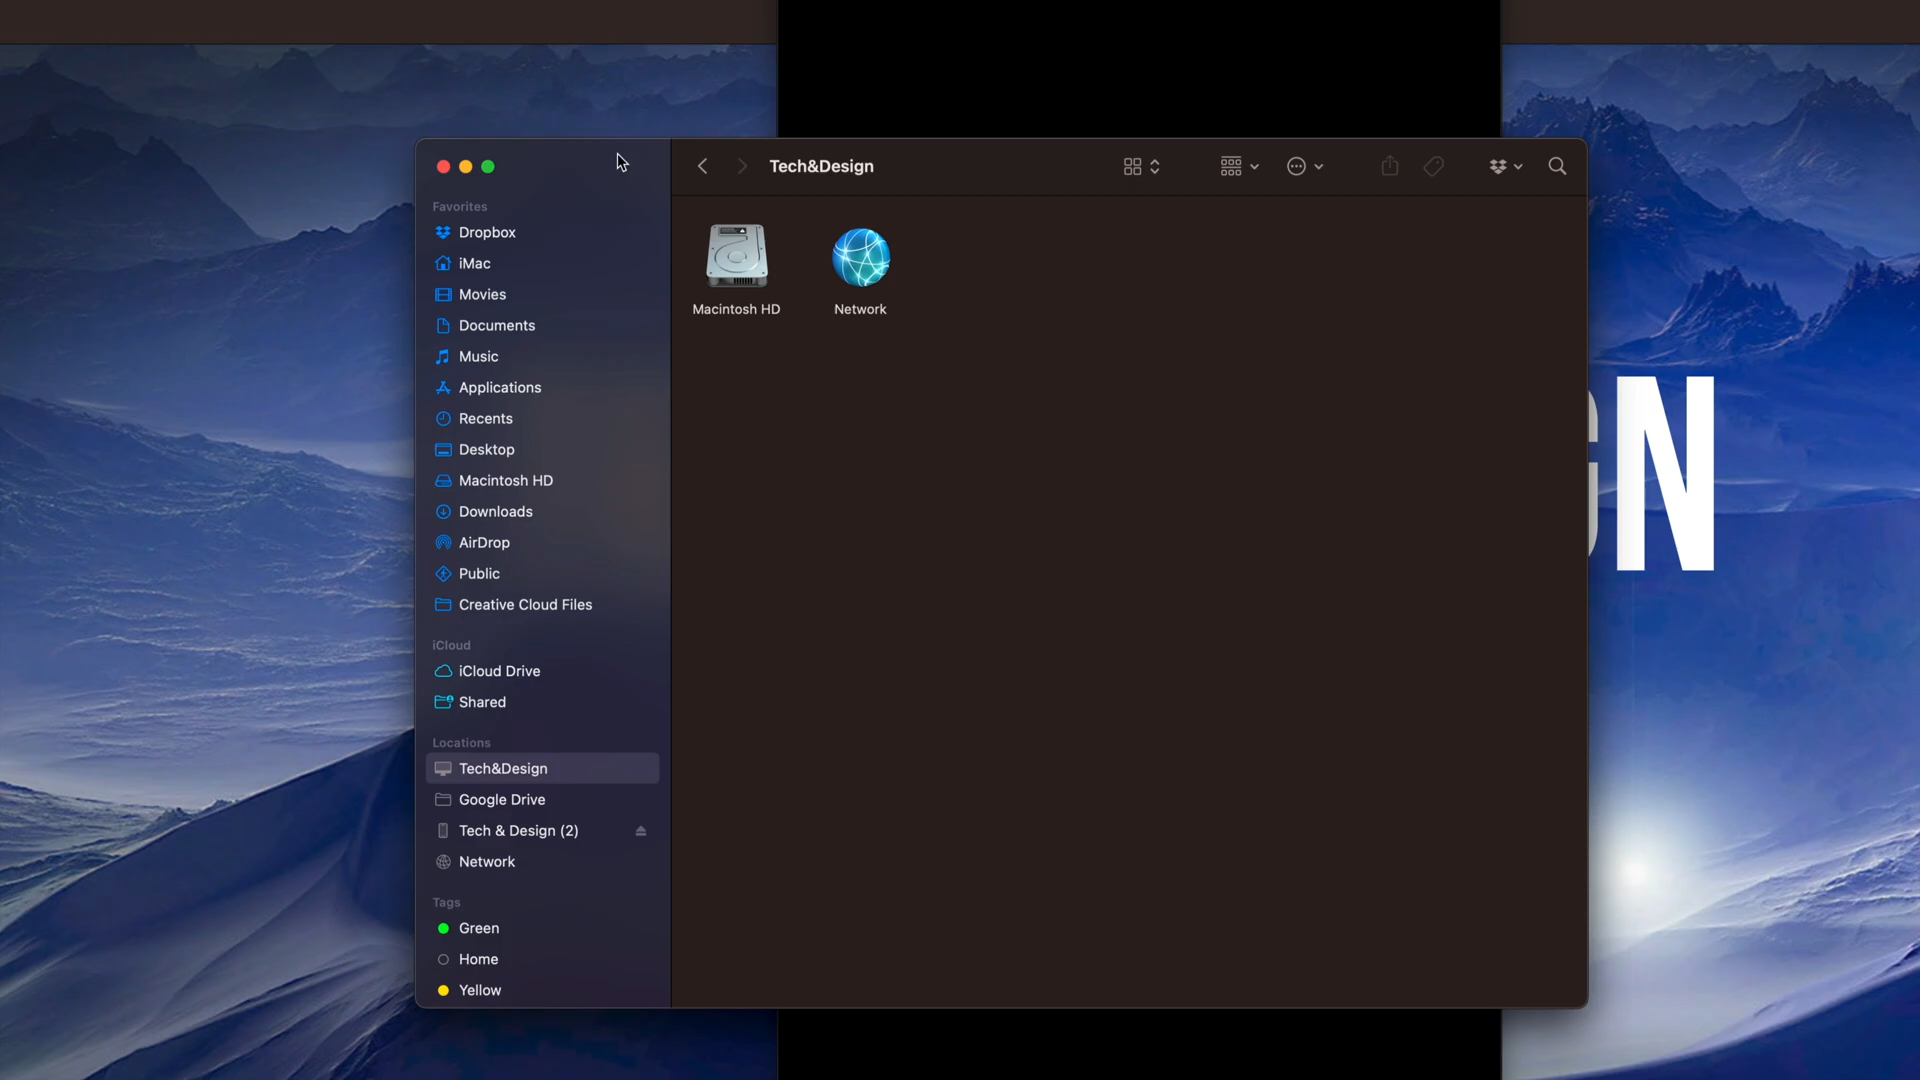 Tech&Design
Favorites
Dropbox
iMac
Movies
Documents
Music
Applications
Recents
Desktop
Macintosh HD
Downloads
AirDrop
Public
Creative Cloud Files
iCloud
iCloud Drive
Shared
Locations
Tech&Design
Google Drive
Tech & Design (2)
Network
Tags
Green
Home
Yellow
Macintosh HD
Network
GN